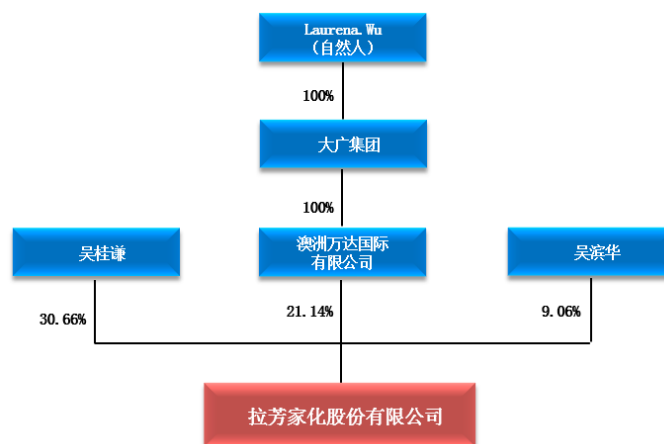 Laurena.Wu
（自然人）
100%
大广集团
100%
吴桂谦
澳洲万达国际
有限公司
吴滨华
30.66%
21.14%
9.06%
拉芳家化股份有限公司